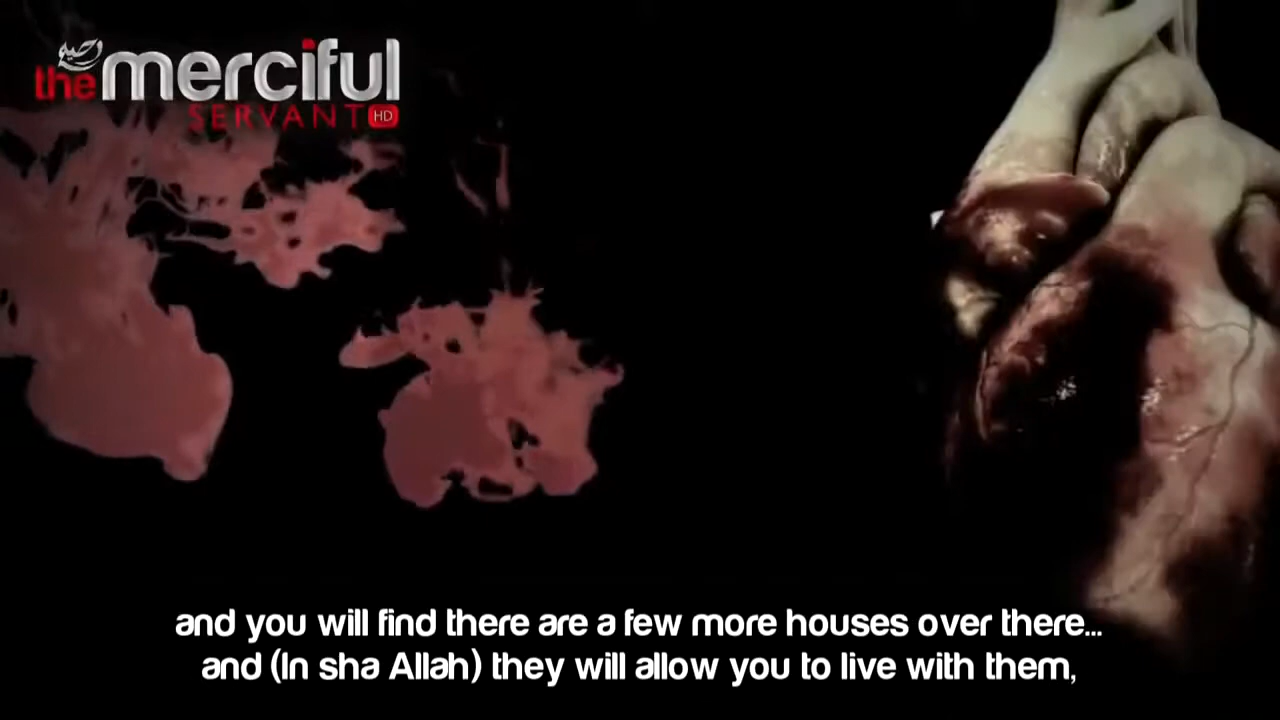 the merciful
SERVANT HD
and you will find there are a few more houses over there...
and (In sha Allah) they will allow you to live with them,